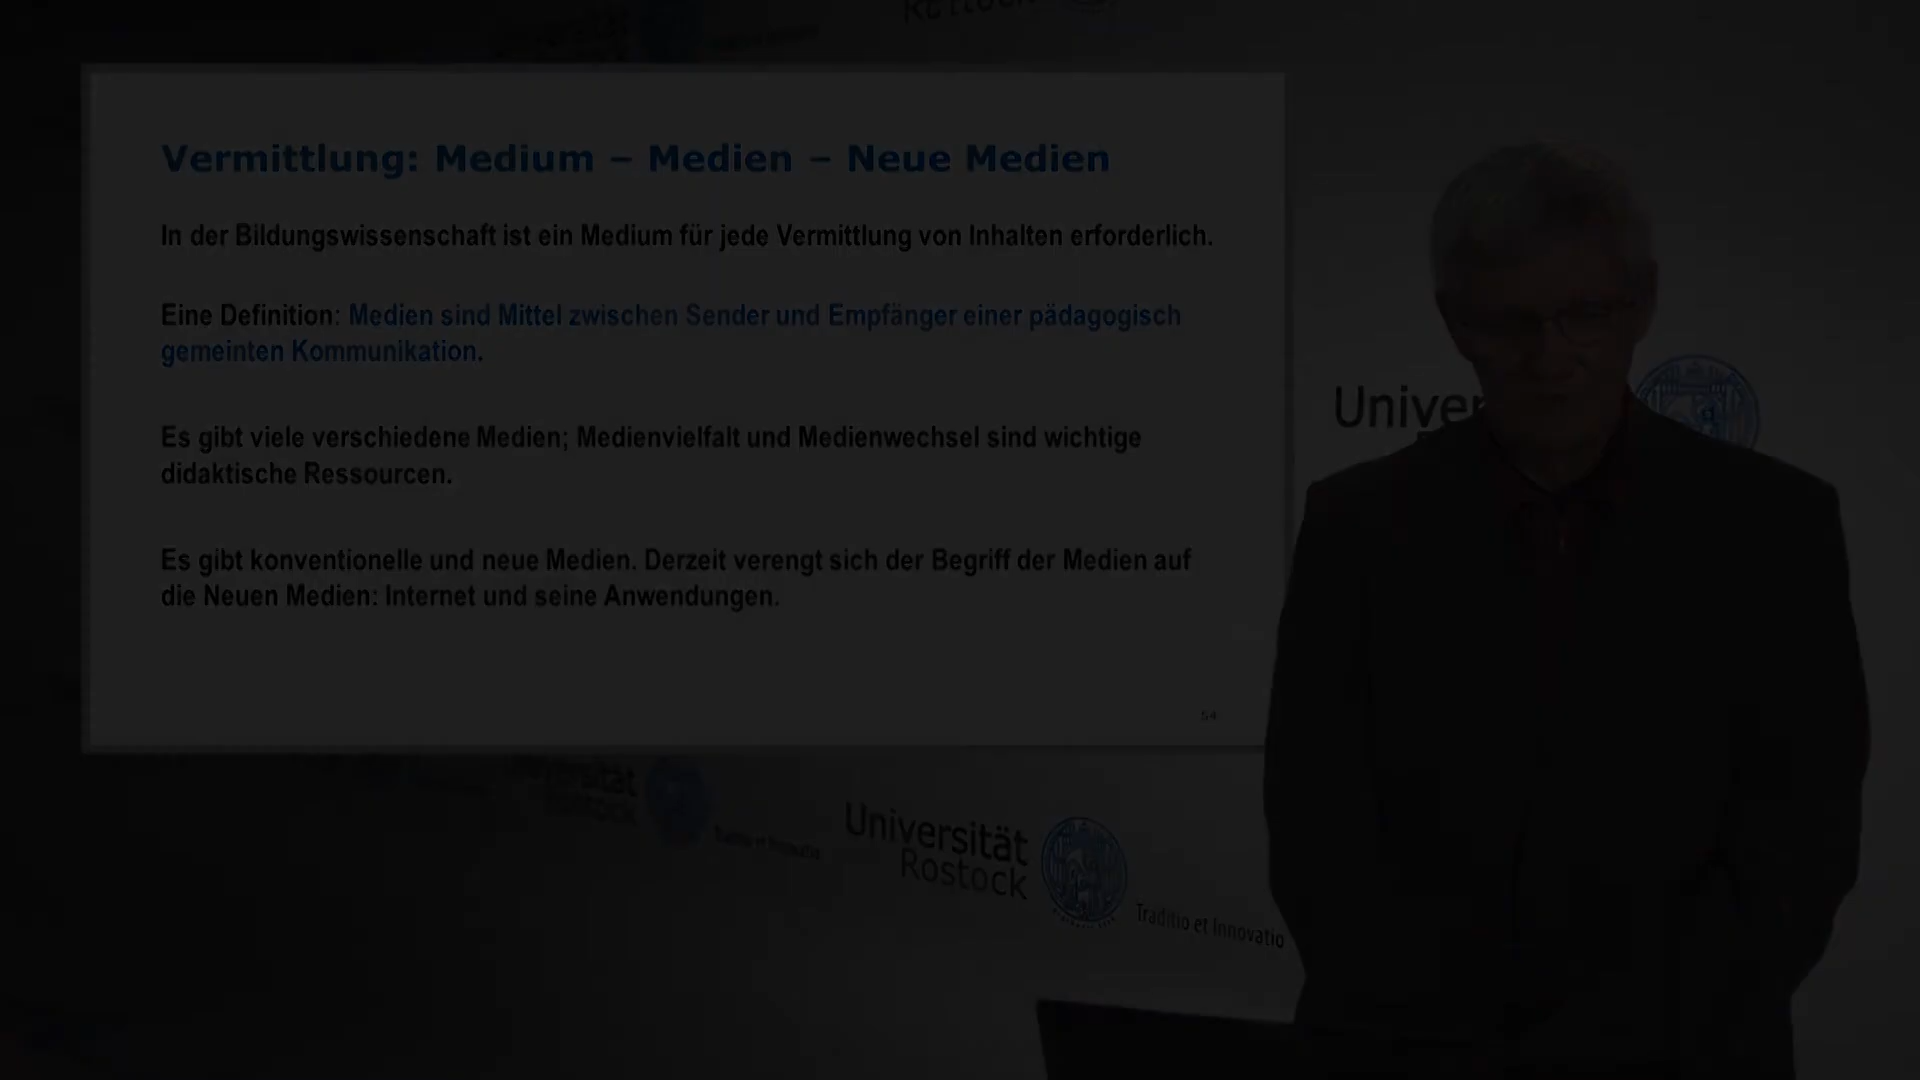 Vermittlung: Medium – Medien – Neue Medien
In der Bildungswissenschaft ist ein Medium für jede Vermittlung von Inhalten erforderlich.
Eine Definition: Medien sind Mittel zwischen Sender und Empfänger einer pädagogisch
gemeinten Kommunikation.
Es gibt viele verschiedene Medien; Medienvielfalt und Medienwechsel sind wichtige
didaktische Ressourcen.
Es gibt konventionelle und neue Medien. Derzeit verengt sich der Begriff der Medien auf
die Neuen Medien: Internet und seine Anwendungen.
54
Universität
Rostock
Traditio et Innovatio